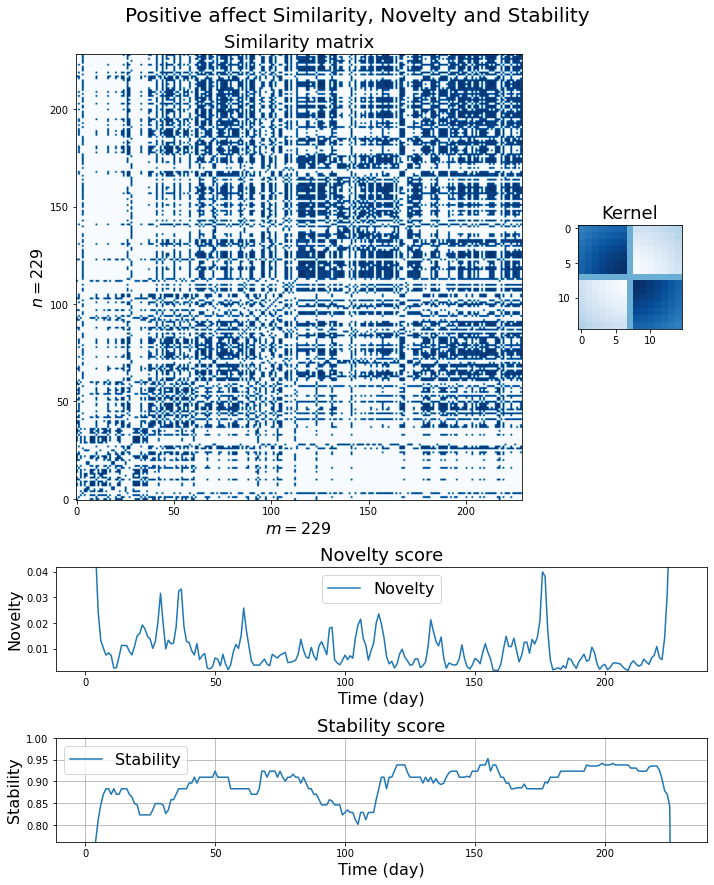 Positive affect Similarity, Novelty and Stability
Similarity matrix
200
150
100
50
0
n = 229
0 50 100 150 200
m = 229
Kernel
0
5
10
0 5 10
Novelty score
0.04
0.03
0.02
0.01
Novelty
Novelty
0 50 100 150 200
Time (day)
Stability score
1.00
0.95
0.90
0.85
0.80
Stability
Stability
0 50 100 150 200
Time (day)